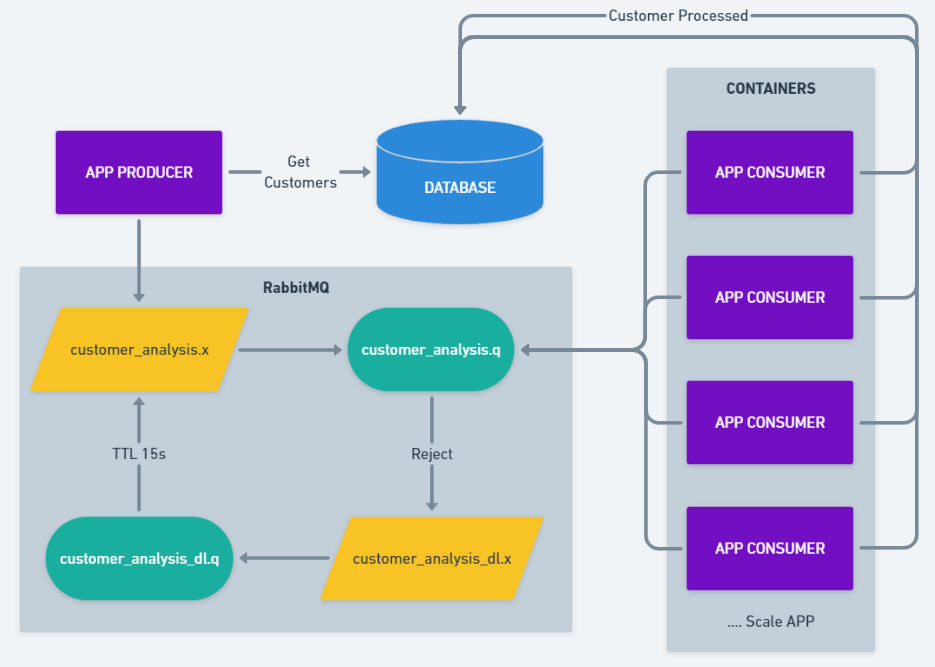 Customer Processed
CONTAINERS
APP PRODUCER
Get
Customers
DATABASE
APP CONSUMER
RabbitMQ
APP CONSUMER
customer_analysis.x
customer_analysis.q
APP CONSUMER
TTL 15s
Reject
customer_analysis_dl.q
customer_analysis_dl.x
APP CONSUMER
.... Scale APP